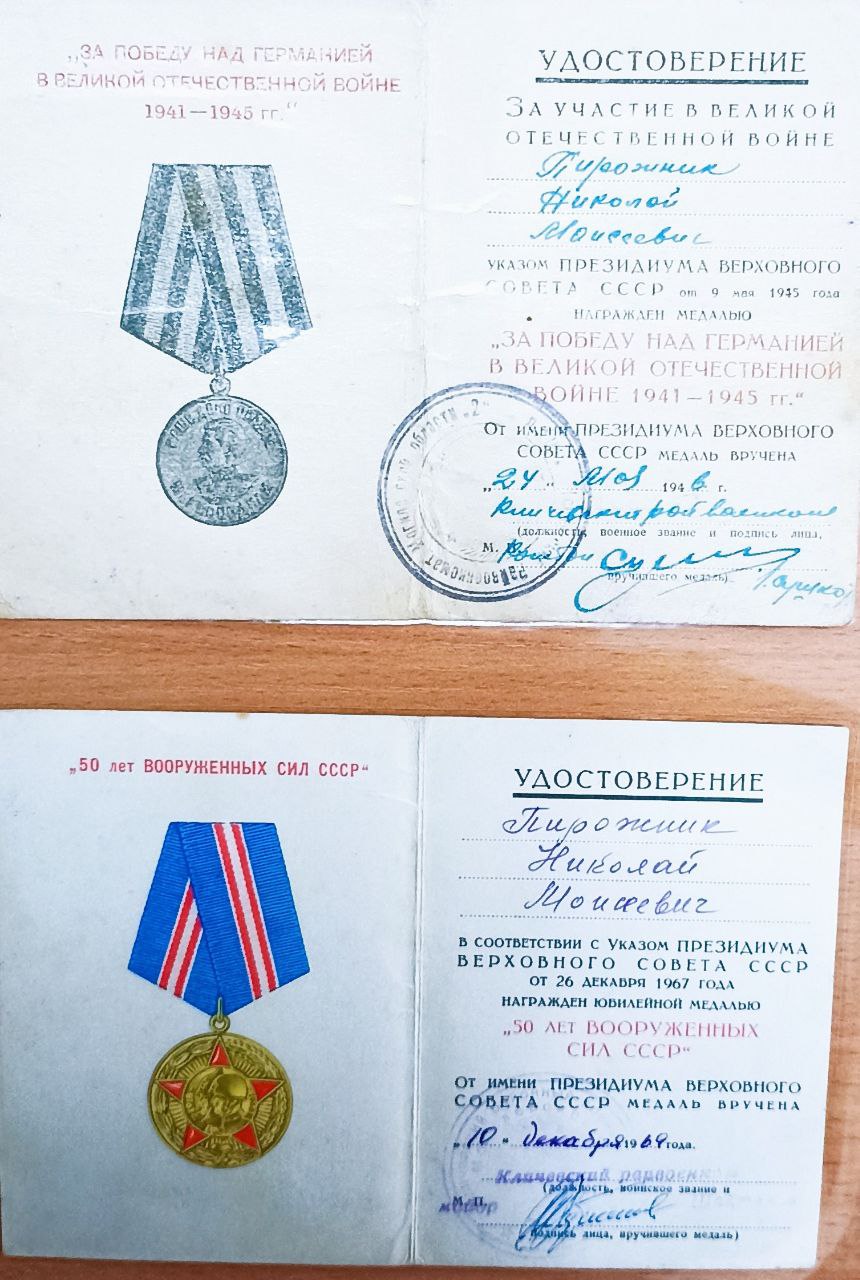 „ЗА ПОБЕДУ НАД ГЕРМАНИЕЙ
В ВЕЛИКОЙ ОТЕЧЕСТВЕННОЙ ВОЙНЕ
1941—1945 гг.“
УДОСТОВЕРЕНИЕ
ЗА УЧАСТИЕ В ВЕЛИКОЙ
ОТЕЧЕСТВЕННОЙ ВОЙНЕ
Пирожник
Николай
Моисеевич
УКАЗОМ ПРЕЗИДИУМА ВЕРХОВНОГО
СОВЕТА СССР от 9 мая 1945 года
НАГРАЖДЕН МЕДАЛЬЮ
„ЗА ПОБЕДУ НАД ГЕРМАНИЕЙ
В ВЕЛИКОЙ ОТЕЧЕСТВЕННОЙ
ВОЙНЕ 1941—1945 гг.“
ОТ ИМЕНИ ПРЕЗИДИУМА ВЕРХОВНОГО
СОВЕТА СССР МЕДАЛЬ ВРУЧЕНА
„24“ мая 1946 г.
(должность, военное звание и подпись лица,
М.
вручившего медаль)
„50 лет ВООРУЖЕННЫХ СИЛ СССР“
УДОСТОВЕРЕНИЕ
Пирожник
Николай
Моисеевич
В СООТВЕТСТВИИ С УКАЗОМ ПРЕЗИДИУМА
ВЕРХОВНОГО СОВЕТА СССР
ОТ 26 ДЕКАБРЯ 1967 ГОДА
НАГРАЖДЕН ЮБИЛЕЙНОЙ МЕДАЛЬЮ
„50 ЛЕТ ВООРУЖЕННЫХ
СИЛ СССР“
ОТ ИМЕНИ ПРЕЗИДИУМА ВЕРХОВНОГО
СОВЕТА СССР МЕДАЛЬ ВРУЧЕНА
„10“ декабря 1969 года.
Кличевский
(должность, воинское звание и
М. П.
подпись лица, вручившего медаль)